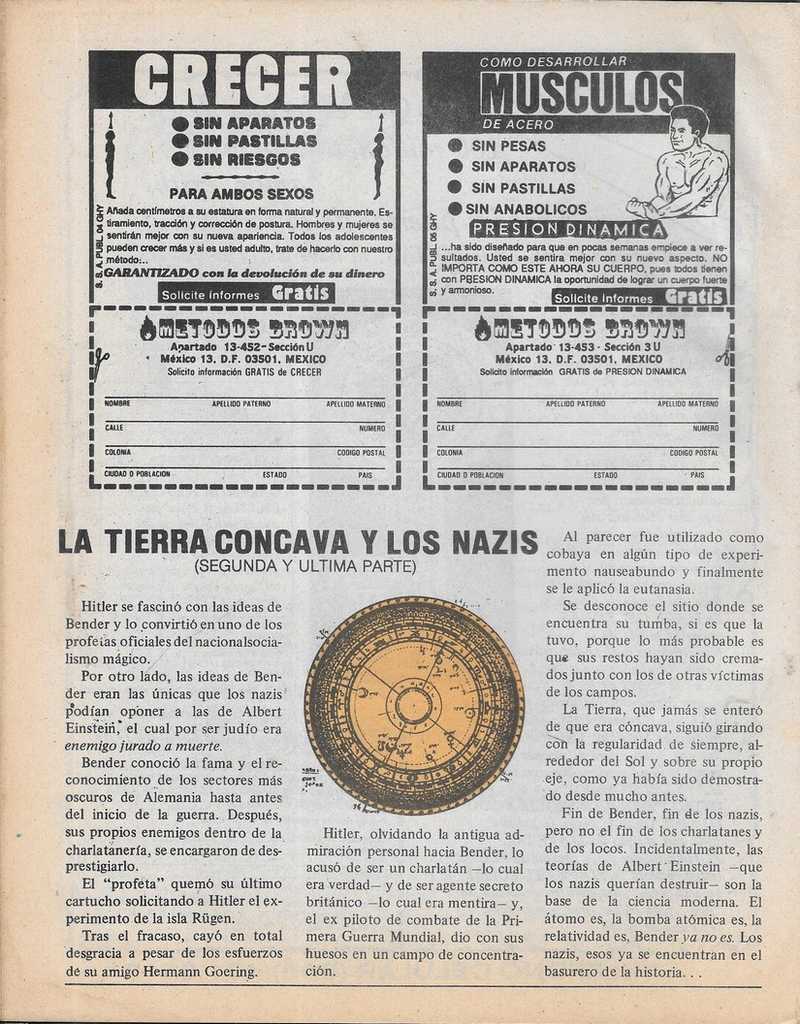 CRECER
● SIN APARATOS
● SIN PASTILLAS
● SIN RIESGOS
PARA AMBOS SEXOS
Añada centímetros a su estatura en forma natural y permanente. Es-
tiramiento, tracción y corrección de postura. Hombres y mujeres se
sentirán mejor con su nueva apariencia. Todos los adolescentes
pueden crecer más y si es usted adulto, trate de hacerlo con nuestro
método:..
GARANTIZADO con la devolución de su dinero
S. S. A. PUBL. 04 GHY
Solicite informes Gratis
METODOS BROWN
Apartado 13-452-Sección U
México 13, D.F. 03501, MEXICO
Solicito información GRATIS de CRECER
NOMBRE APELLIDO PATERNO APELLIDO MATERNO
CALLE NUMERO
COLONIA CODIGO POSTAL
CIUDAD O POBLACION ESTADO PAIS
COMO DESARROLLAR
MUSCULOS
DE ACERO
● SIN PESAS
● SIN APARATOS
● SIN PASTILLAS
● SIN ANABOLICOS
PRESION DINAMICA
...ha sido diseñado para que en pocas semanas empiece a ver re-
sultados. Usted se sentira mejor con su nuevo aspecto. NO
IMPORTA COMO ESTE AHORA SU CUERPO, pues todos tienen
con PRESION DINAMICA la oportunidad de lograr un cuerpo fuerte
y armonioso.
S. S. A. PUBL. 06 GHY
Solicite Informes Gratis
METODOS BROWN
Apartado 13-453 - Sección 3 U
México 13, D.F. 03501. MEXICO
Solicito información GRATIS de PRESION DINAMICA
NOMBRE APELLIDO PATERNO APELLIDO MATERNO
CALLE NUMERO
COLONIA CODIGO POSTAL
CIUDAD O POBLACION ESTADO PAIS
LA TIERRA CONCAVA Y LOS NAZIS
(SEGUNDA Y ULTIMA PARTE)
Hitler se fascinó con las ideas de
Bender y lo convirtió en uno de los
profetas oficiales del nacionalsocia-
lismo mágico.
Por otro lado, las ideas de Ben-
der eran las únicas que los nazis
podían oponer a las de Albert
Einstein, el cual por ser judío era
enemigo jurado a muerte.
Bender conoció la fama y el re-
conocimiento de los sectores más
oscuros de Alemania hasta antes
del inicio de la guerra. Después,
sus propios enemigos dentro de la
charlatanería, se encargaron de des-
prestigiarlo.
El "profeta" quemó su último
cartucho solicitando a Hitler el ex-
perimento de la isla Rügen.
Tras el fracaso, cayó en total
desgracia a pesar de los esfuerzos
de su amigo Hermann Goering.
Hitler, olvidando la antigua ad-
miración personal hacia Bender, lo
acusó de ser un charlatán —lo cual
era verdad— y de ser agente secreto
británico —lo cual era mentira— y,
el ex piloto de combate de la Pri-
mera Guerra Mundial, dio con sus
huesos en un campo de concentra-
ción.
Al parecer fue utilizado como
cobaya en algún tipo de experi-
mento nauseabundo y finalmente
se le aplicó la eutanasia.
Se desconoce el sitio donde se
encuentra su tumba, si es que la
tuvo, porque lo más probable es
que sus restos hayan sido crema-
dos junto con los de otras víctimas
de los campos.
La Tierra, que jamás se enteró
de que era cóncava, siguió girando
con la regularidad de siempre, al-
rededor del Sol y sobre su propio
eje, como ya había sido demostra-
do desde mucho antes.
Fin de Bender, fin de los nazis,
pero no el fin de los charlatanes y
de los locos. Incidentalmente, las
teorías de Albert Einstein —que
los nazis querían destruir— son la
base de la ciencia moderna. El
átomo es, la bomba atómica es, la
relatividad es, Bender ya no es. Los
nazis, esos ya se encuentran en el
basurero de la historia. . .